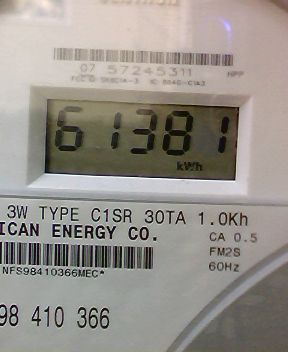 07 57245311 HPP
61381
kWh
3W TYPE C1SR 30TA 1.0Kh
ICAN ENERGY CO.
CA 0.5
FM2S
60Hz
NFS98410366MEC*
98 410 366